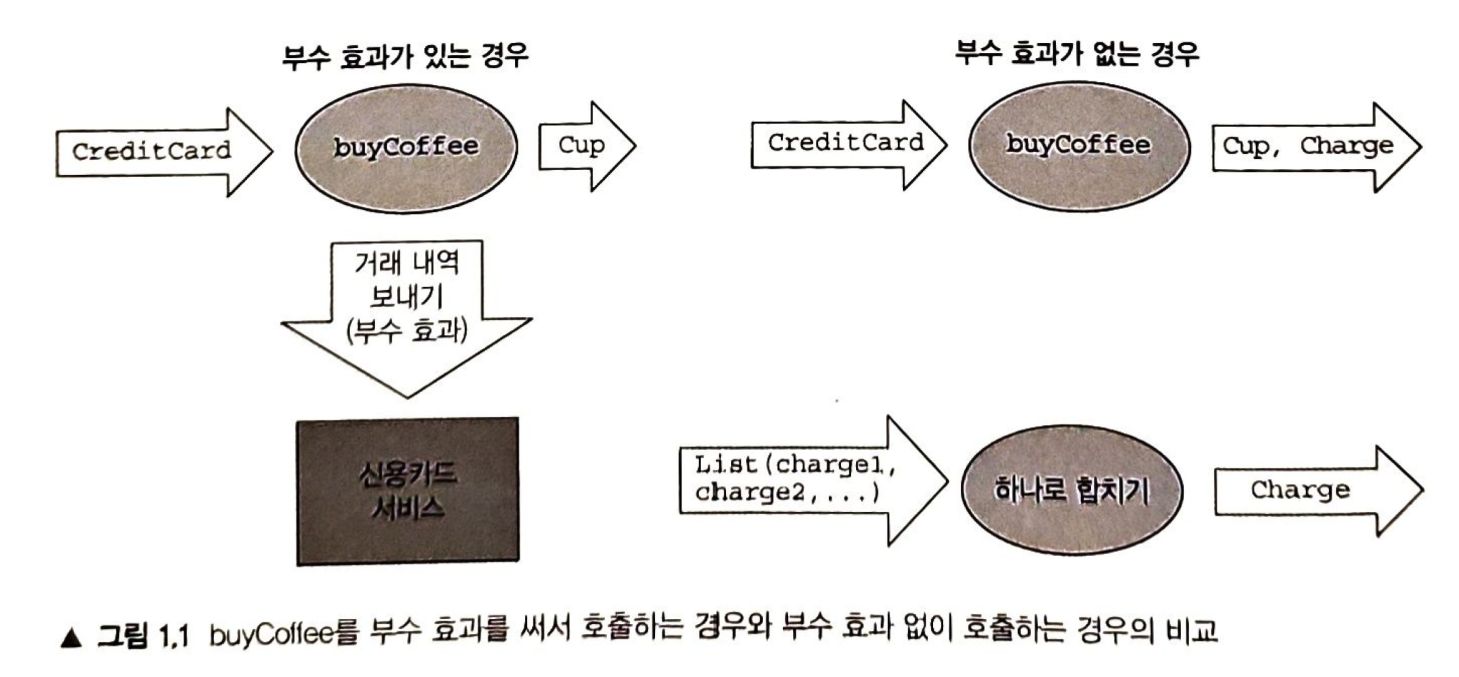 부수 효과가 있는 경우
CreditCard
buyCoffee
Cup
거래 내역
보내기
(부수 효과)
신용카드
서비스
부수 효과가 없는 경우
CreditCard
buyCoffee
Cup, Charge
List(charge1,
charge2,...)
하나로 합치기
Charge
▲ 그림 1.1 buyCoffee를 부수 효과를 써서 호출하는 경우와 부수 효과 없이 호출하는 경우의 비교